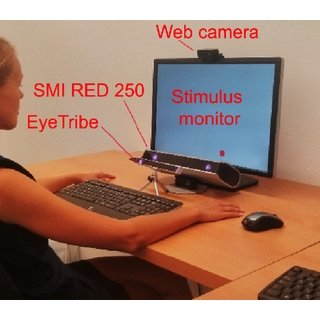 Web camera
SMI RED 250
Stimulus
monitor
EyeTribe